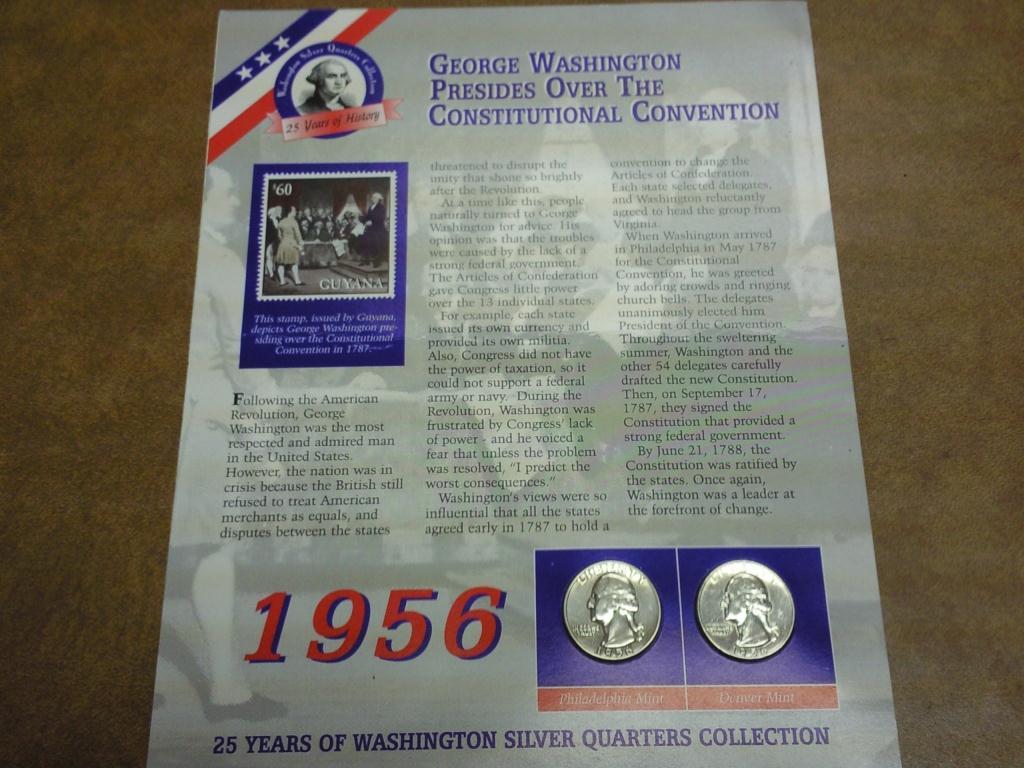 Washington Silver Quarters Collection
25 Years of History
GEORGE WASHINGTON
PRESIDES OVER THE
CONSTITUTIONAL CONVENTION
$60
GUYANA
This stamp, issued by Guyana,
depicts George Washington pre-
siding over the Constitutional
Convention in 1787.
Following the American
Revolution, George
Washington was the most
respected and admired man
in the United States.
However, the nation was in
crisis because the British still
refused to treat American
merchants as equals, and
disputes between the states
threatened to disrupt the
unity that shone so brightly
after the Revolution.
At a time like this, people
naturally turned to George
Washington for advice. His
opinion was that the troubles
were caused by the lack of a
strong federal government.
The Articles of Confederation
gave Congress little power
over the 13 individual states.
For example, each state
issued its own currency and
provided its own militia.
Also, Congress did not have
the power of taxation, so it
could not support a federal
army or navy. During the
Revolution, Washington was
frustrated by Congress' lack
of power - and he voiced a
fear that unless the problem
was resolved, "I predict the
worst consequences."
Washington's views were so
influential that all the states
agreed early in 1787 to hold a
convention to change the
Articles of Confederation.
Each state selected delegates,
and Washington reluctantly
agreed to head the group from
Virginia.
When Washington arrived
in Philadelphia in May 1787
for the Constitutional
Convention, he was greeted
by adoring crowds and ringing
church bells. The delegates
unanimously elected him
President of the Convention.
Throughout the sweltering
summer, Washington and the
other 54 delegates carefully
drafted the new Constitution.
Then, on September 17,
1787, they signed the
Constitution that provided a
strong federal government.
By June 21, 1788, the
Constitution was ratified by
the states. Once again,
Washington was a leader at
the forefront of change.
1956
LIBERTY
IN GOD WE
TRUST
1956
LIBERTY
IN GOD WE
TRUST
1956
Philadelphia Mint
Denver Mint
25 YEARS OF WASHINGTON SILVER QUARTERS COLLECTION